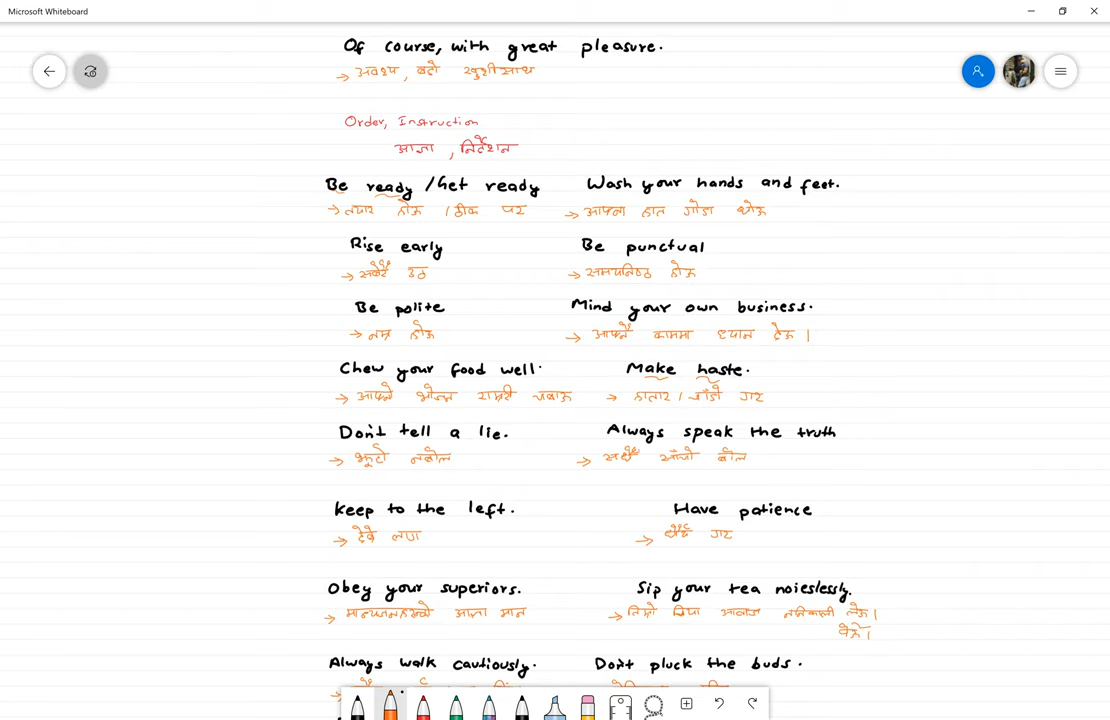 Microsoft Whiteboard
Of course, with great pleasure.
→ अवश्य, बडो खुशीसाथ
Order, Instruction
आज्ञा , निर्देशन
Be ready / Get ready Wash your hands and feet.
→ तयार होऊ । ठीक पर → आफ्ना हात गोडा धोऊ
Rise early Be punctual
→ सबेरै उठ → समयनिष्ठ होऊ
Be polite Mind your own business.
→ नम्र होऊ → आफ्नै काममा ध्यान देऊ ।
Chew your food well. Make haste.
→ आफ्नो भोजन राम्ररी चबाऊ → हतार । चाँडो गर
Don't tell a lie. Always speak the truth
→ झूटो नबोल → सधैं साँचो बोल
Keep to the left. Have patience
→ देब्रे लाग → धैर्य गर
Obey your superiors. Sip your tea noieslessly.
→ आज्ञा मान → तिम्रो चिया आवाज ननिकाली लेऊ ।
Always walk cautiously. Don't pluck the buds.